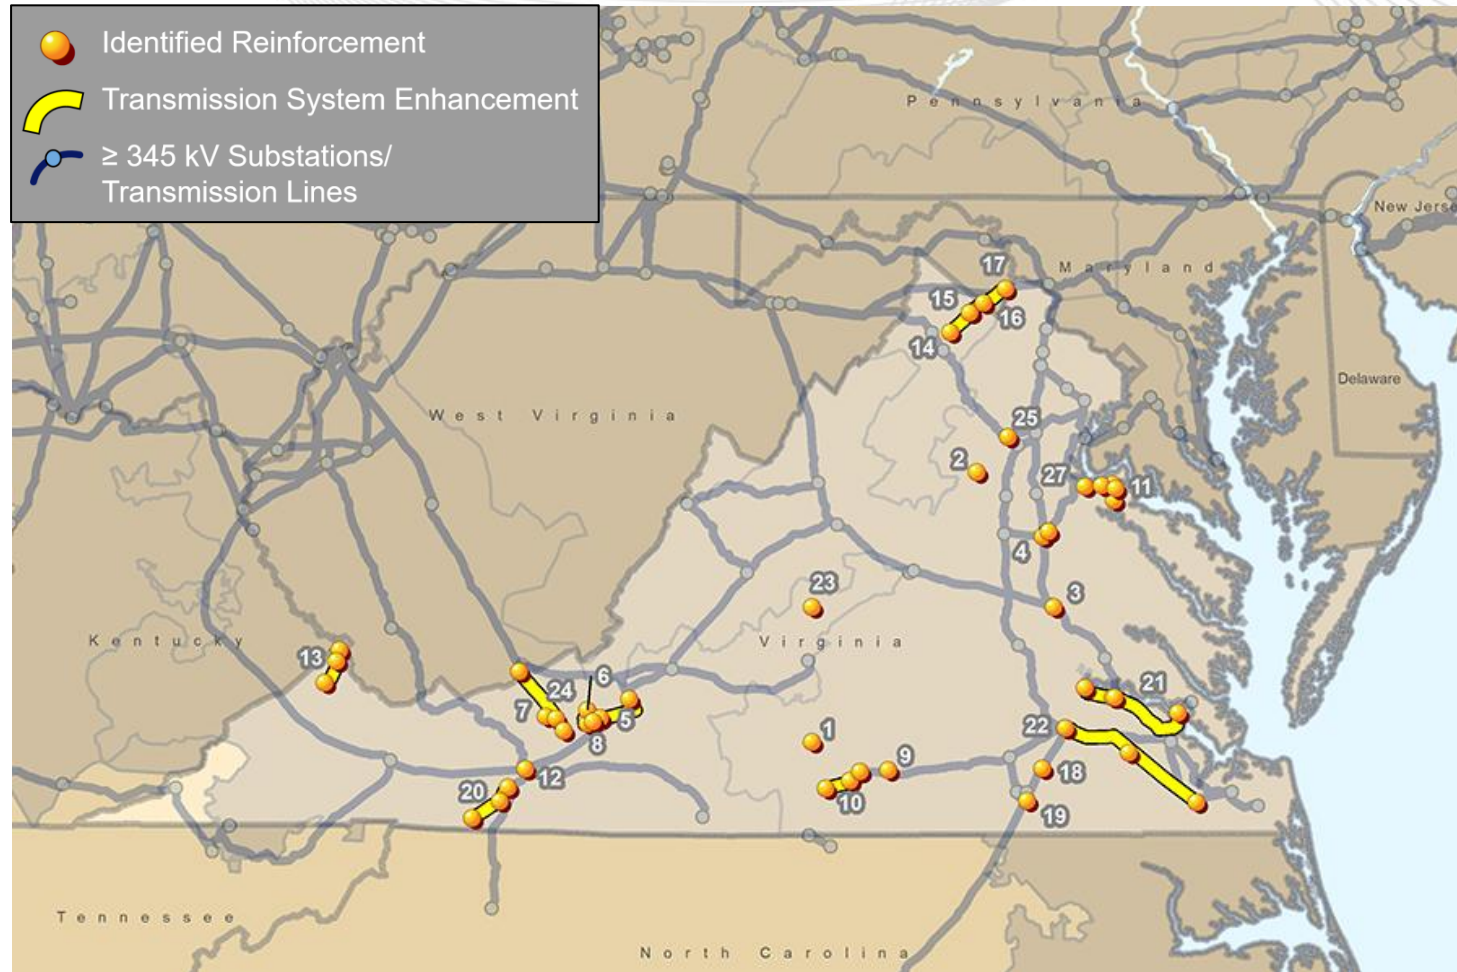 Identified Reinforcement
Transmission System Enhancement
≥ 345 kV Substations/
Transmission Lines
Pennsylvania
New Jerse
17
Maryland
15
16
14
Delaware
West Virginia
25
2
27
11
4
23
3
Kentucky
Virginia
13
6
24
21
7
5
22
8
1
9
12
18
20
10
19
Tennessee
North Carolina